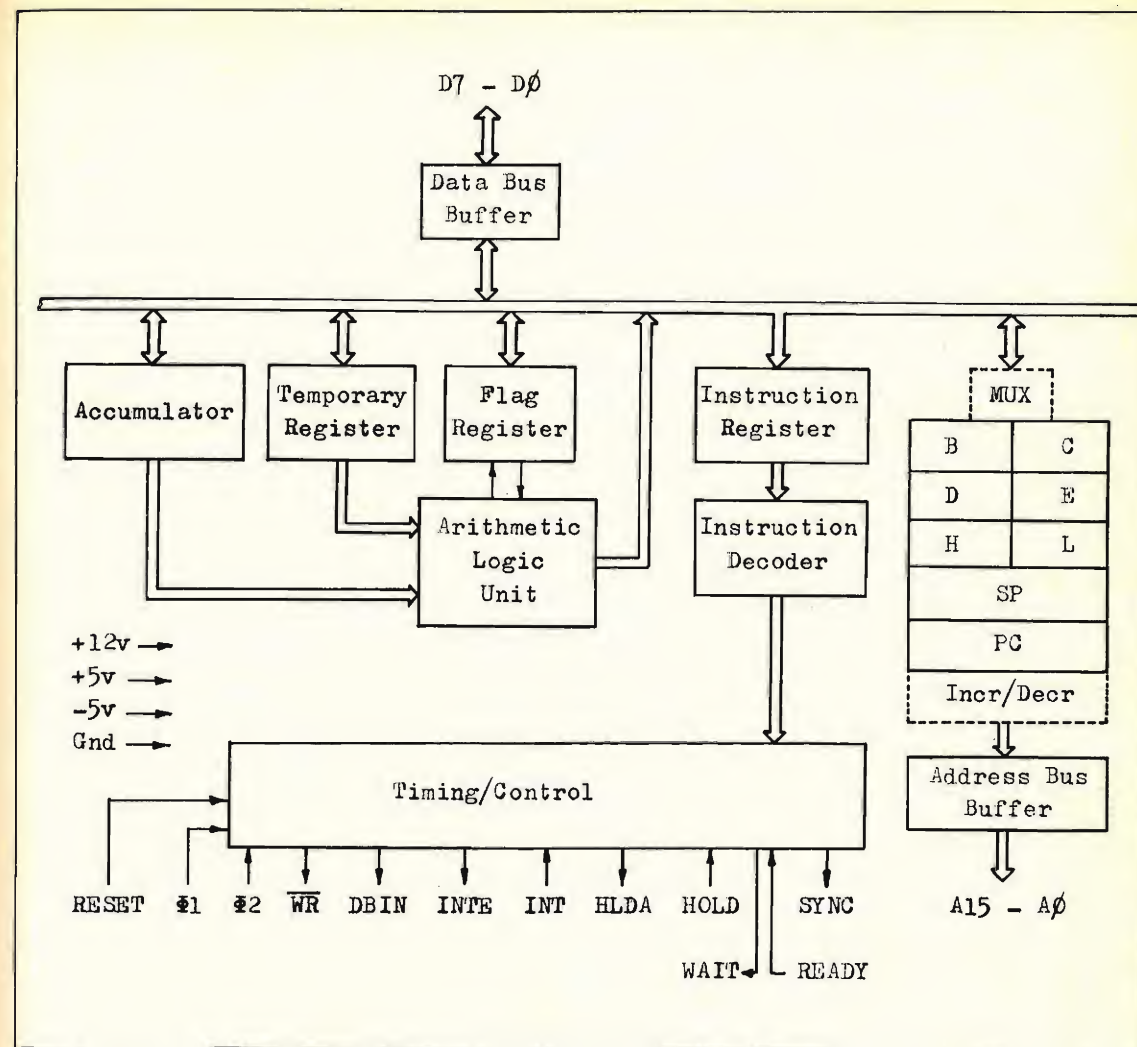 D7 - DØ
Data Bus
Buffer
Accumulator
Temporary
Register
Flag
Register
Instruction
Register
MUX
B
C
D
E
H
L
SP
PC
Incr/Decr
Arithmetic
Logic
Unit
Instruction
Decoder
+12v
+5v
-5v
Gnd
Timing/Control
Address Bus
Buffer
RESET
Φ1
Φ2
W̅R̅
DBIN
INTE
INT
HLDA
HOLD
SYNC
A15 - AØ
WAIT
READY